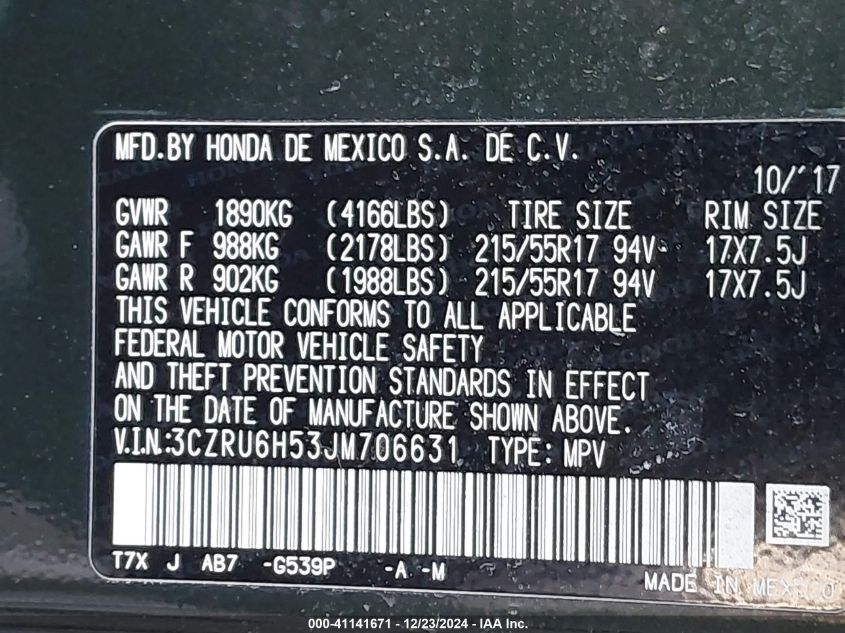 MFD.BY HONDA DE MEXICO S.A. DE C.V.
10/'17
GVWR 1890KG (4166LBS) TIRE SIZE RIM SIZE
GAWR F 988KG (2178LBS) 215/55R17 94V 17X7.5J
GAWR R 902KG (1988LBS) 215/55R17 94V 17X7.5J
THIS VEHICLE CONFORMS TO ALL APPLICABLE
FEDERAL MOTOR VEHICLE SAFETY
AND THEFT PREVENTION STANDARDS IN EFFECT
ON THE DATE OF MANUFACTURE SHOWN ABOVE.
V.I.N.:3CZRU6H53JM706631 TYPE: MPV
T7X J AB7 -G539P -A -M
MADE IN MEXICO
000-41141671 - 12/23/2024 - IAA Inc.